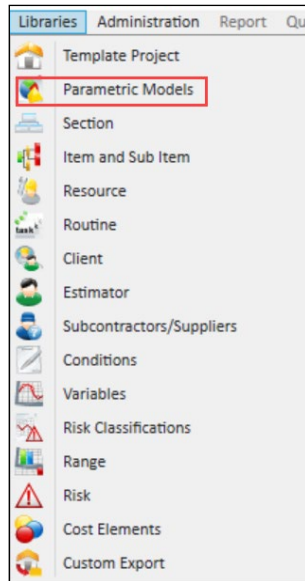 Libraries Administration Report Qu
Template Project
Parametric Models
Section
Item and Sub Item
Resource
task
Routine
Client
Estimator
Subcontractors/Suppliers
Conditions
Variables
Risk Classifications
Range
Risk
Cost Elements
Custom Export